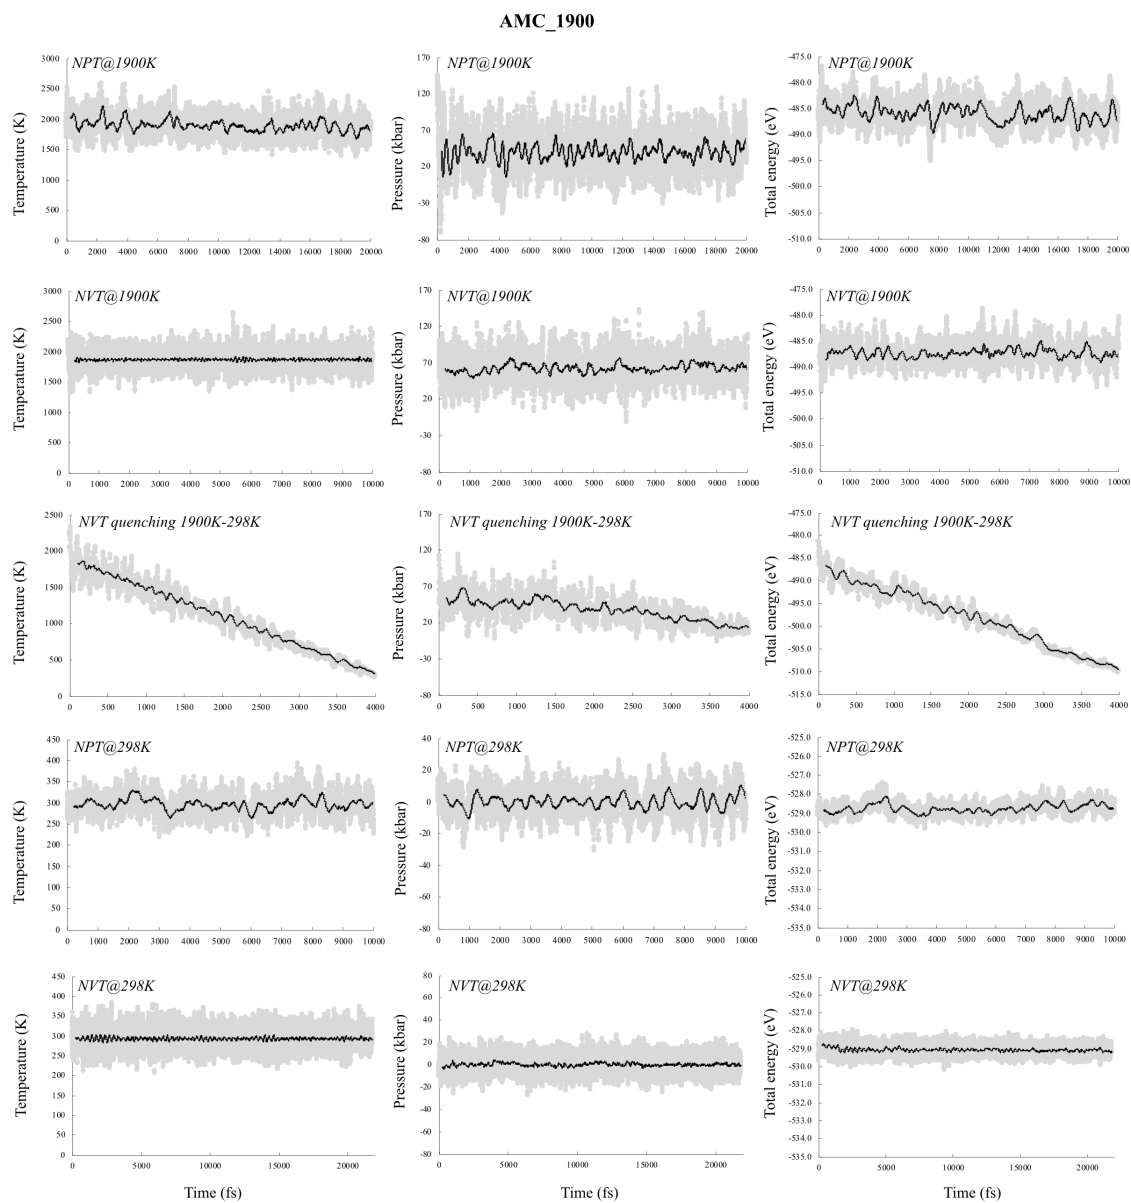 AMC_1900
NPT@1900K
Temperature (K)
3000
2500
2000
1500
1000
500
0
0 2000 4000 6000 8000 10000 12000 14000 16000 18000 20000
NPT@1900K
Pressure (kbar)
170
120
70
20
-30
-80
0 2000 4000 6000 8000 10000 12000 14000 16000 18000 20000
NPT@1900K
Total energy (eV)
-475.0
-480.0
-485.0
-490.0
-495.0
-500.0
-505.0
-510.0
0 2000 4000 6000 8000 10000 12000 14000 16000 18000 20000
NVT@1900K
Temperature (K)
3000
2500
2000
1500
1000
500
0
0 1000 2000 3000 4000 5000 6000 7000 8000 9000 10000
NVT@1900K
Pressure (kbar)
170
120
70
20
-30
-80
0 1000 2000 3000 4000 5000 6000 7000 8000 9000 10000
NVT@1900K
Total energy (eV)
-475.0
-480.0
-485.0
-490.0
-495.0
-500.0
-505.0
-510.0
0 1000 2000 3000 4000 5000 6000 7000 8000 9000 10000
NVT quenching 1900K-298K
Temperature (K)
2500
2000
1500
1000
500
0
0 500 1000 1500 2000 2500 3000 3500 4000
NVT quenching 1900K-298K
Pressure (kbar)
170
120
70
20
-30
-80
0 500 1000 1500 2000 2500 3000 3500 4000
NVT quenching 1900K-298K
Total energy (eV)
-475.0
-480.0
-485.0
-490.0
-495.0
-500.0
-505.0
-510.0
-515.0
0 500 1000 1500 2000 2500 3000 3500 4000
NPT@298K
Temperature (K)
450
400
350
300
250
200
150
100
50
0
0 1000 2000 3000 4000 5000 6000 7000 8000 9000 10000
NPT@298K
Pressure (kbar)
40
20
0
-20
-40
-60
-80
0 1000 2000 3000 4000 5000 6000 7000 8000 9000 10000
NPT@298K
Total energy (eV)
-525.0
-527.0
-528.0
-529.0
-530.0
-531.0
-532.0
-533.0
-534.0
-535.0
0 1000 2000 3000 4000 5000 6000 7000 8000 9000 10000
NVT@298K
Temperature (K)
450
400
350
300
250
200
150
100
50
0
0 5000 10000 15000 20000
Time (fs)
NVT@298K
Pressure (kbar)
80
60
40
20
0
-20
-40
-60
-80
0 5000 10000 15000 20000
Time (fs)
NVT@298K
Total energy (eV)
-525.0
-527.0
-528.0
-529.0
-530.0
-531.0
-532.0
-533.0
-534.0
-535.0
0 5000 10000 15000 20000
Time (fs)